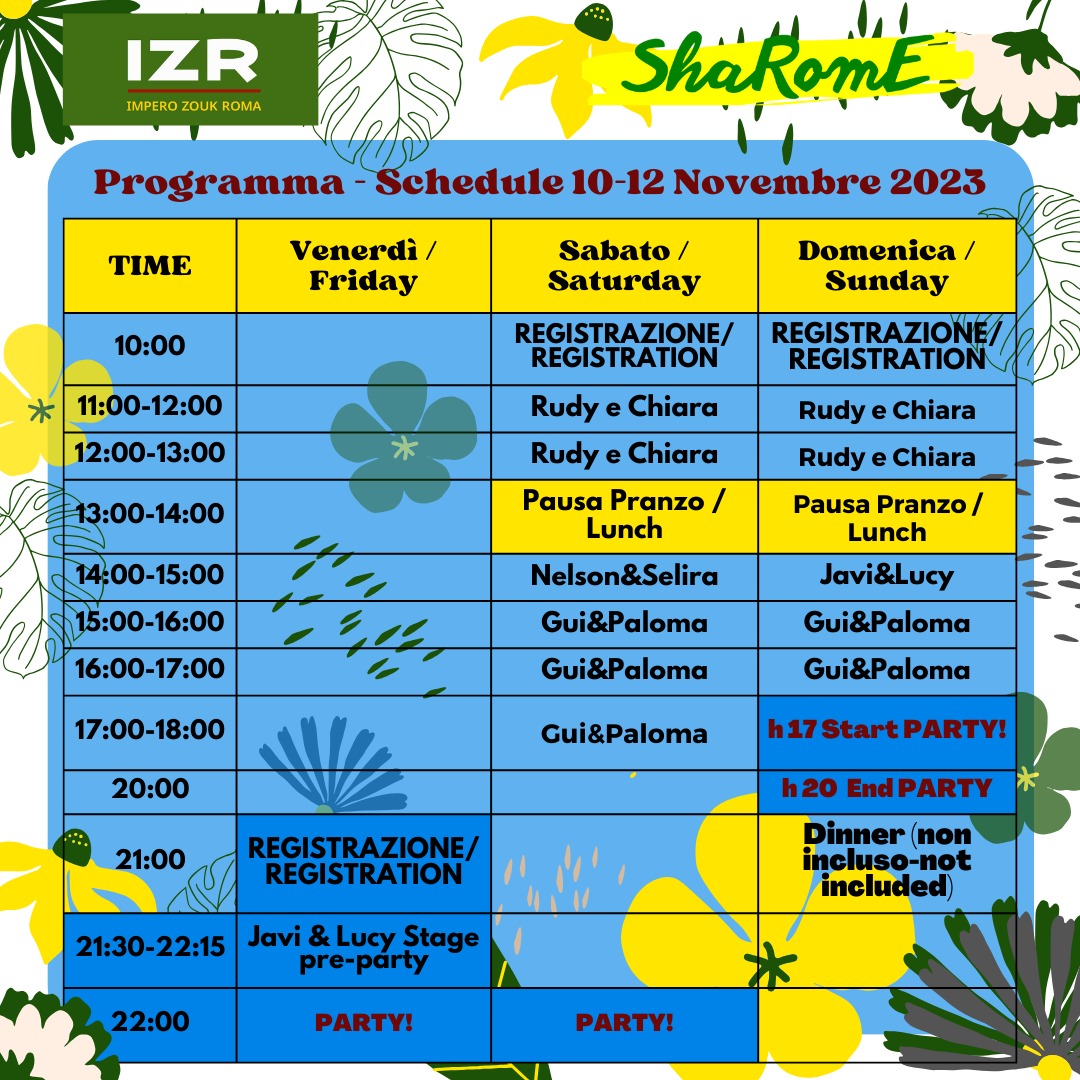 IZR
IMPERO ZOUK ROMA
ShaRomE
Programma - Schedule 10-12 Novembre 2023
TIME
Venerdì /
Friday
Sabato /
Saturday
Domenica /
Sunday
10:00
REGISTRAZIONE/
REGISTRATION
REGISTRAZIONE/
REGISTRATION
11:00-12:00
Rudy e Chiara
Rudy e Chiara
12:00-13:00
Rudy e Chiara
Rudy e Chiara
13:00-14:00
Pausa Pranzo /
Lunch
Pausa Pranzo /
Lunch
14:00-15:00
Nelson&Selira
Javi&Lucy
15:00-16:00
Gui&Paloma
Gui&Paloma
16:00-17:00
Gui&Paloma
Gui&Paloma
17:00-18:00
Gui&Paloma
h 17 Start PARTY!
20:00
h 20 End PARTY
21:00
REGISTRAZIONE/
REGISTRATION
Dinner (non
incluso-not
included)
21:30-22:15
Javi & Lucy Stage
pre-party
22:00
PARTY!
PARTY!